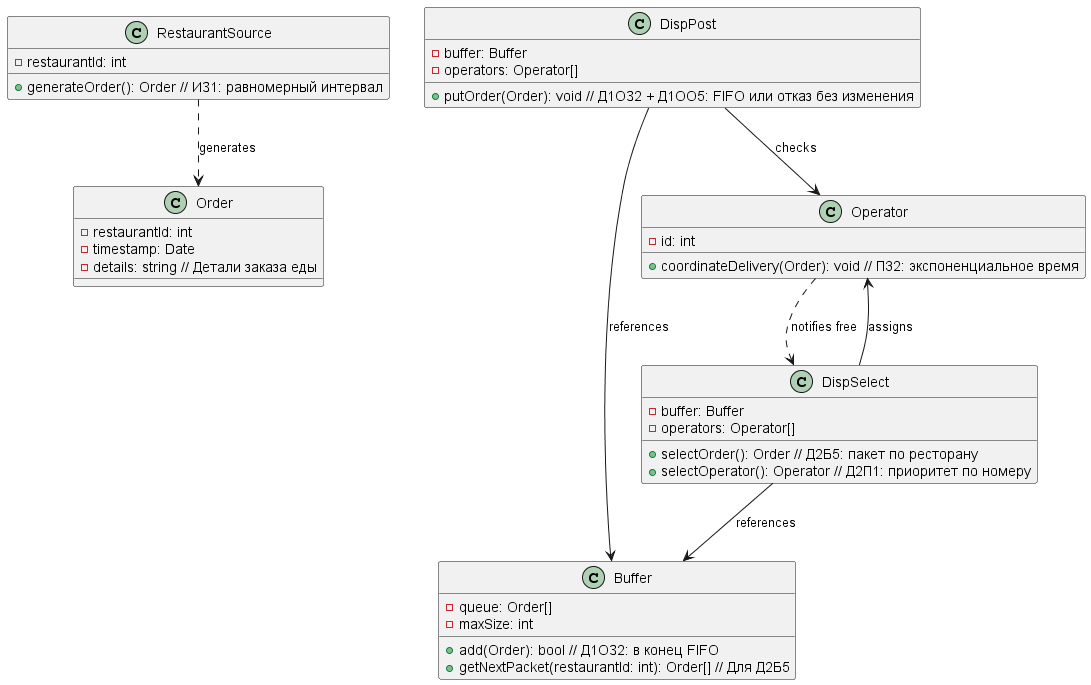 C RestaurantSource
restaurantId: int
generateOrder(): Order // ИЗ1: равномерный интервал
generates
C Order
restaurantId: int
timestamp: Date
details: string // Детали заказа еды
C DispPost
buffer: Buffer
operators: Operator[]
putOrder(Order): void // Д1ОЗ2 + Д1ОО5: FIFO или отказ без изменения
checks
references
C Operator
id: int
coordinateDelivery(Order): void // ПЗ2: экспоненциальное время
notifies free
assigns
C DispSelect
buffer: Buffer
operators: Operator[]
selectOrder(): Order // Д2Б5: пакет по ресторану
selectOperator(): Operator // Д2П1: приоритет по номеру
references
C Buffer
queue: Order[]
maxSize: int
add(Order): bool // Д1ОЗ2: в конец FIFO
getNextPacket(restaurantId: int): Order[] // Для Д2Б5